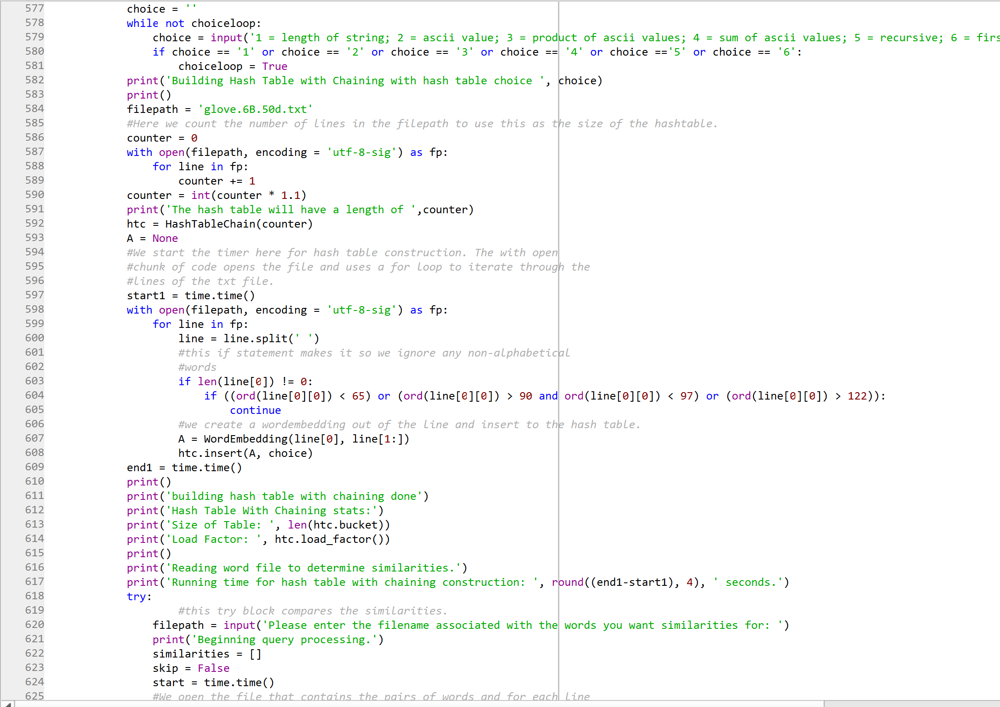 577 choice = ''
578 while not choiceloop:
579 choice = input('1 = length of string; 2 = ascii value; 3 = product of ascii values; 4 = sum of ascii values; 5 = recursive; 6 =
580 if choice == '1' or choice == '2' or choice == '3' or choice == '4' or choice =='5' or choice == '6':
581 choiceloop = True
582 print('Building Hash Table with Chaining with hash table choice ', choice)
583 print()
584 filepath = 'glove.6B.50d.txt'
585 #Here we count the number of lines in the filepath to use this as the size of the hashtable.
586 counter = 0
587 with open(filepath, encoding = 'utf-8-sig') as fp:
588 for line in fp:
589 counter += 1
590 counter = int(counter * 1.1)
591 print('The hash table will have a length of ',counter)
592 htc = HashTableChain(counter)
593 A = None
594 #We start the timer here for hash table construction. The with open
595 #chunk of code opens the file and uses a for loop to iterate through the
596 #lines of the txt file.
597 start1 = time.time()
598 with open(filepath, encoding = 'utf-8-sig') as fp:
599 for line in fp:
600 line = line.split(' ')
601 #this if statement makes it so we ignore any non-alphabetical
602 #words
603 if len(line[0]) != 0:
604 if ((ord(line[0][0]) < 65) or (ord(line[0][0]) > 90 and ord(line[0][0]) < 97) or (ord(line[0][0]) > 122)):
605 continue
606 #we create a wordembedding out of the line and insert to the hash table.
607 A = WordEmbedding(line[0], line[1:])
608 htc.insert(A, choice)
609 end1 = time.time()
610 print()
611 print('building hash table with chaining done')
612 print('Hash Table With Chaining stats:')
613 print('Size of Table: ', len(htc.bucket))
614 print('Load Factor: ', htc.load_factor())
615 print()
616 print('Reading word file to determine similarities.')
617 print('Running time for hash table with chaining construction: ', round((end1-start1), 4), ' seconds.')
618 try:
619 #this try block compares the similarities.
620 filepath = input('Please enter the filename associated with the words you want similarities for: ')
621 print('Beginning query processing.')
622 similarities = []
623 skip = False
624 start = time.time()
625 #We open the file that contains the pairs of words and for each line